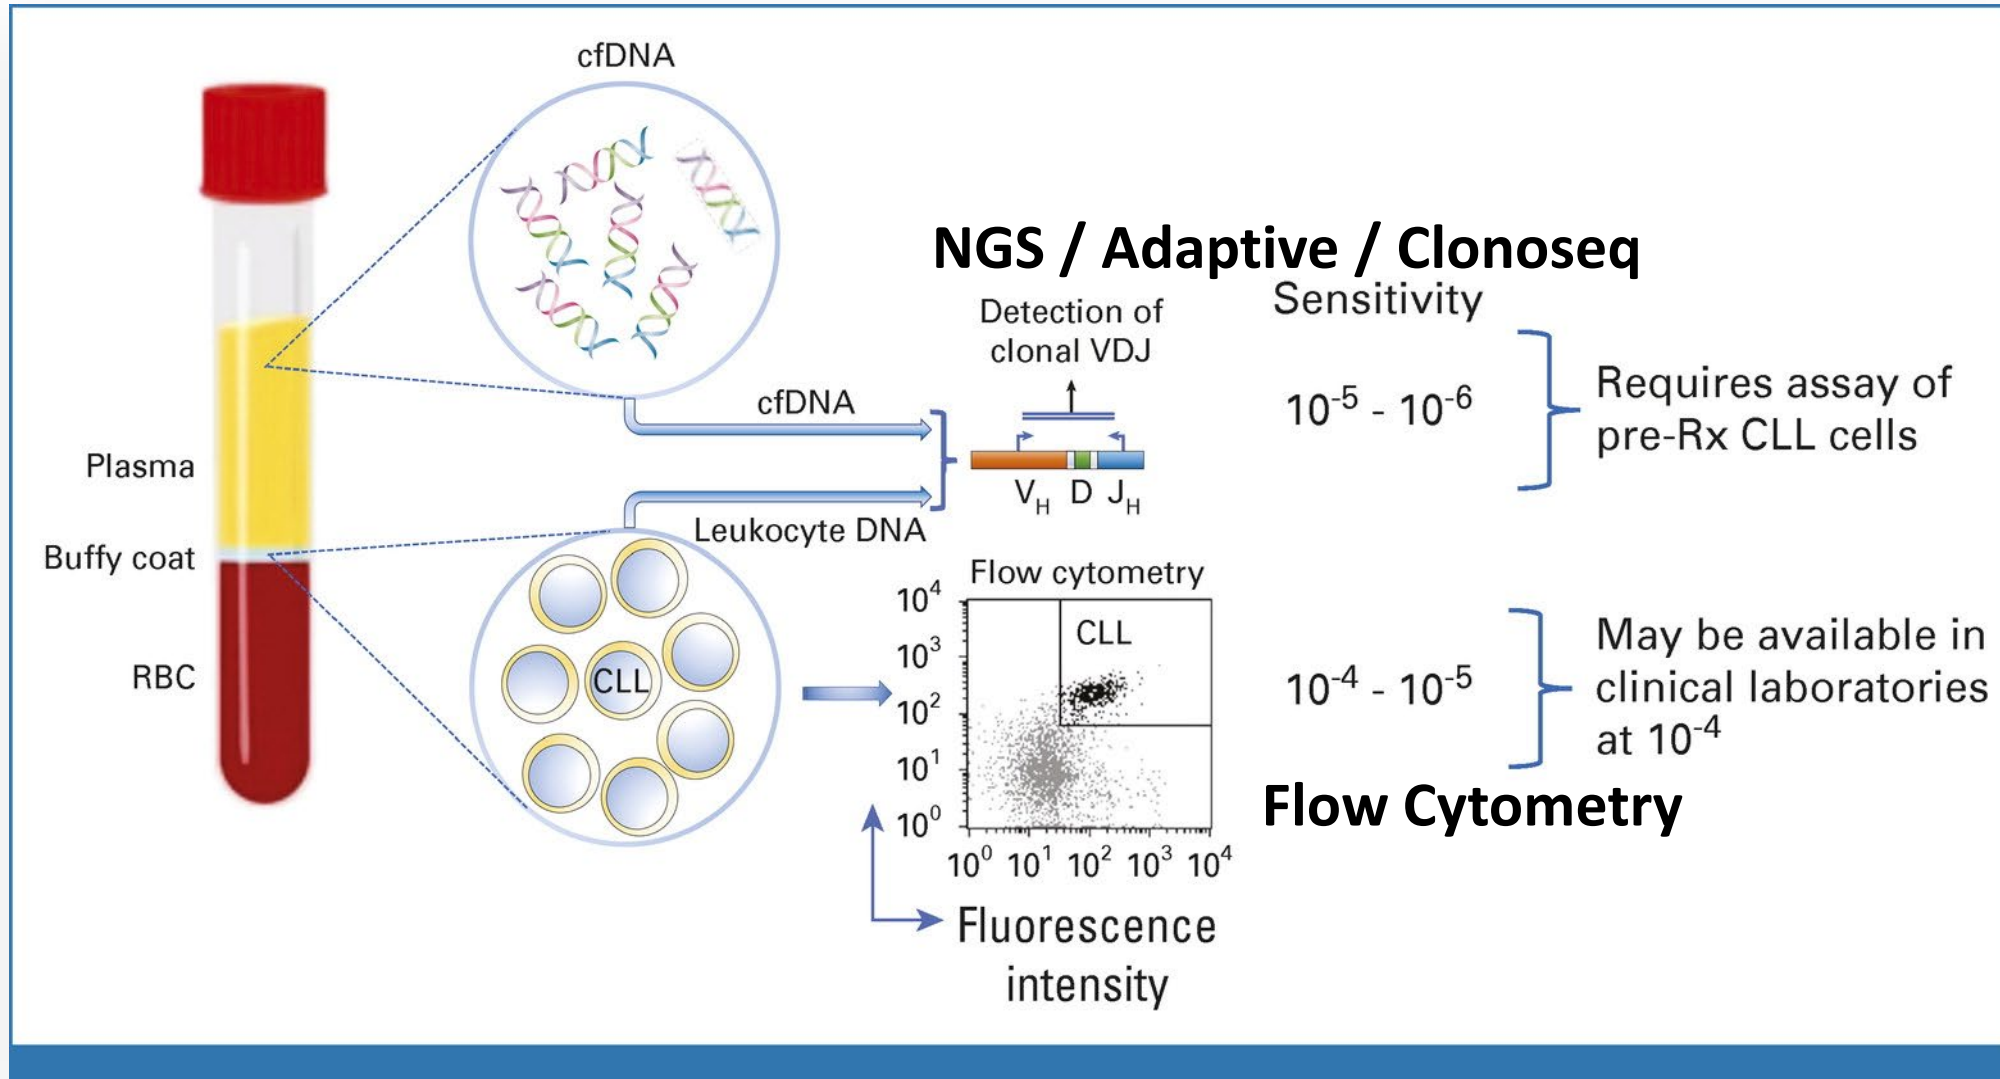 cfDNA
NGS / Adaptive / Clonoseq
Detection of
clonal VDJ
Sensitivity
cfDNA
10⁻⁵ - 10⁻⁶
Requires assay of
pre-Rx CLL cells
V_H D J_H
Leukocyte DNA
Plasma
Buffy coat
RBC
CLL
Flow cytometry
10⁴
10³
10²
10¹
10⁰
CLL
10⁰ 10¹ 10² 10³ 10⁴
Fluorescence
intensity
10⁻⁴ - 10⁻⁵
May be available in
clinical laboratories
at 10⁻⁴
Flow Cytometry